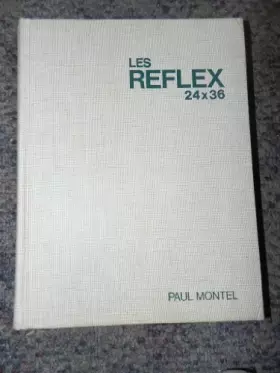 LES
REFLEX
24x36
PAUL MONTEL